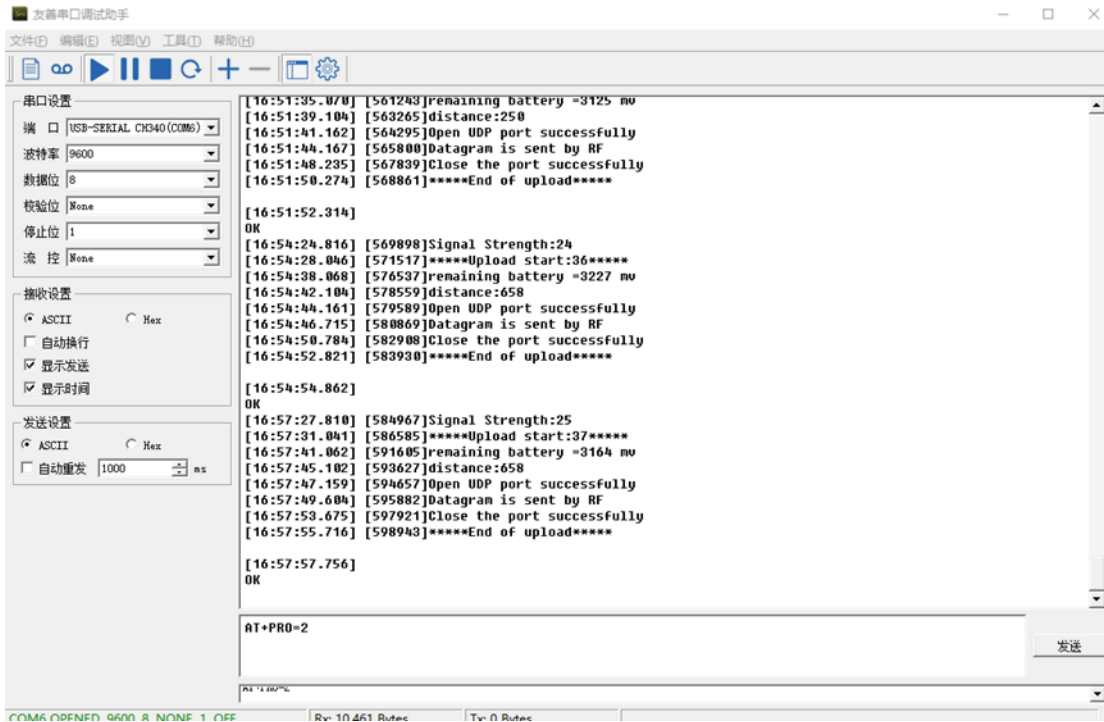 友善串口调试助手
文件(F) 编辑(E) 视图(V) 工具(T) 帮助(H)
串口设置
端 口 USB-SERIAL CH340(COM6)
波特率 9600
数据位 8
校验位 None
停止位 1
流 控 None
接收设置
ASCII Hex
自动换行
显示发送
显示时间
发送设置
ASCII Hex
自动重发 1000 ms
[16:51:35.070] [561243]remaining battery =3125 mv
[16:51:39.104] [563265]distance:250
[16:51:41.162] [564295]Open UDP port successfully
[16:51:44.167] [565800]Datagram is sent by RF
[16:51:48.235] [567839]Close the port successfully
[16:51:50.274] [568861]*****End of upload*****
[16:51:52.314]
OK
[16:54:24.816] [569898]Signal Strength:24
[16:54:28.046] [571517]*****Upload start:36*****
[16:54:38.068] [576537]remaining battery =3227 mv
[16:54:42.104] [578559]distance:658
[16:54:44.161] [579589]Open UDP port successfully
[16:54:46.715] [580869]Datagram is sent by RF
[16:54:50.784] [582908]Close the port successfully
[16:54:52.821] [583930]*****End of upload*****
[16:54:54.862]
OK
[16:57:27.810] [584967]Signal Strength:25
[16:57:31.041] [586585]*****Upload start:37*****
[16:57:41.062] [591605]remaining battery =3164 mv
[16:57:45.102] [593627]distance:658
[16:57:47.159] [594657]Open UDP port successfully
[16:57:49.604] [595882]Datagram is sent by RF
[16:57:53.675] [597921]Close the port successfully
[16:57:55.716] [598943]*****End of upload*****
[16:57:57.756]
OK
AT+PRO=2
发送
AT+PRO=2
COM6 OPENED, 9600, 8, NONE, 1, OFF Rx: 10,461 Bytes Tx: 0 Bytes